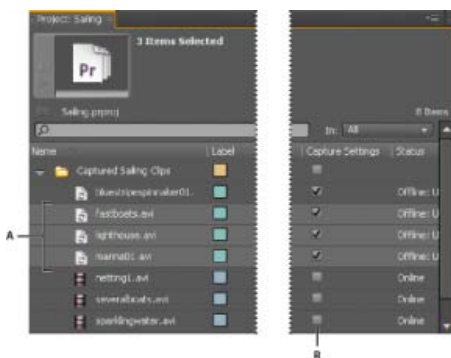 Project: Sailing
3 Items Selected
Pr
Sailing.prproj
8 Items
In: All
Name
Label
Capture Settings
Status
Captured Sailing Clips
bluestripespinnaker01.
Offline: U
fastboats.avi
Offline: U
A
lighthouse.avi
Offline: U
marina01.avi
Offline: U
netting1.avi
Online
severalboats.avi
Online
sparklingwater.avi
Online
B